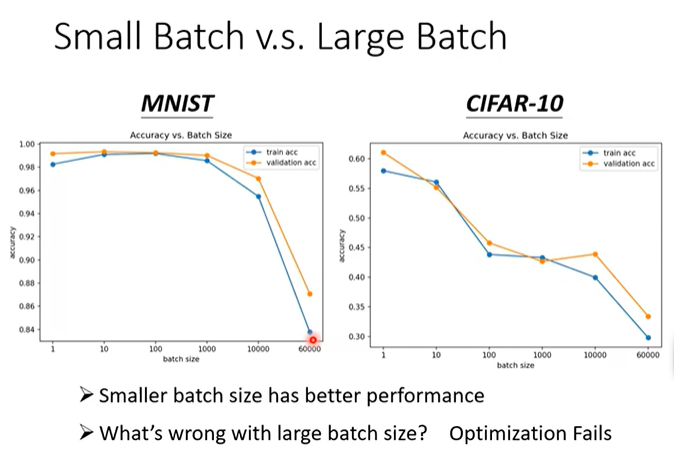 Small Batch v.s. Large Batch
MNIST
CIFAR-10
Accuracy vs. Batch Size
train acc
validation acc
1.00
0.98
0.96
0.94
0.92
0.90
0.88
0.86
0.84
accuracy
1 10 100 1000 10000 60000
batch size
Accuracy vs. Batch Size
train acc
validation acc
0.60
0.55
0.50
0.45
0.40
0.35
0.30
accuracy
1 10 100 1000 10000 60000
batch size
➢ Smaller batch size has better performance
➢ What's wrong with large batch size? Optimization Fails